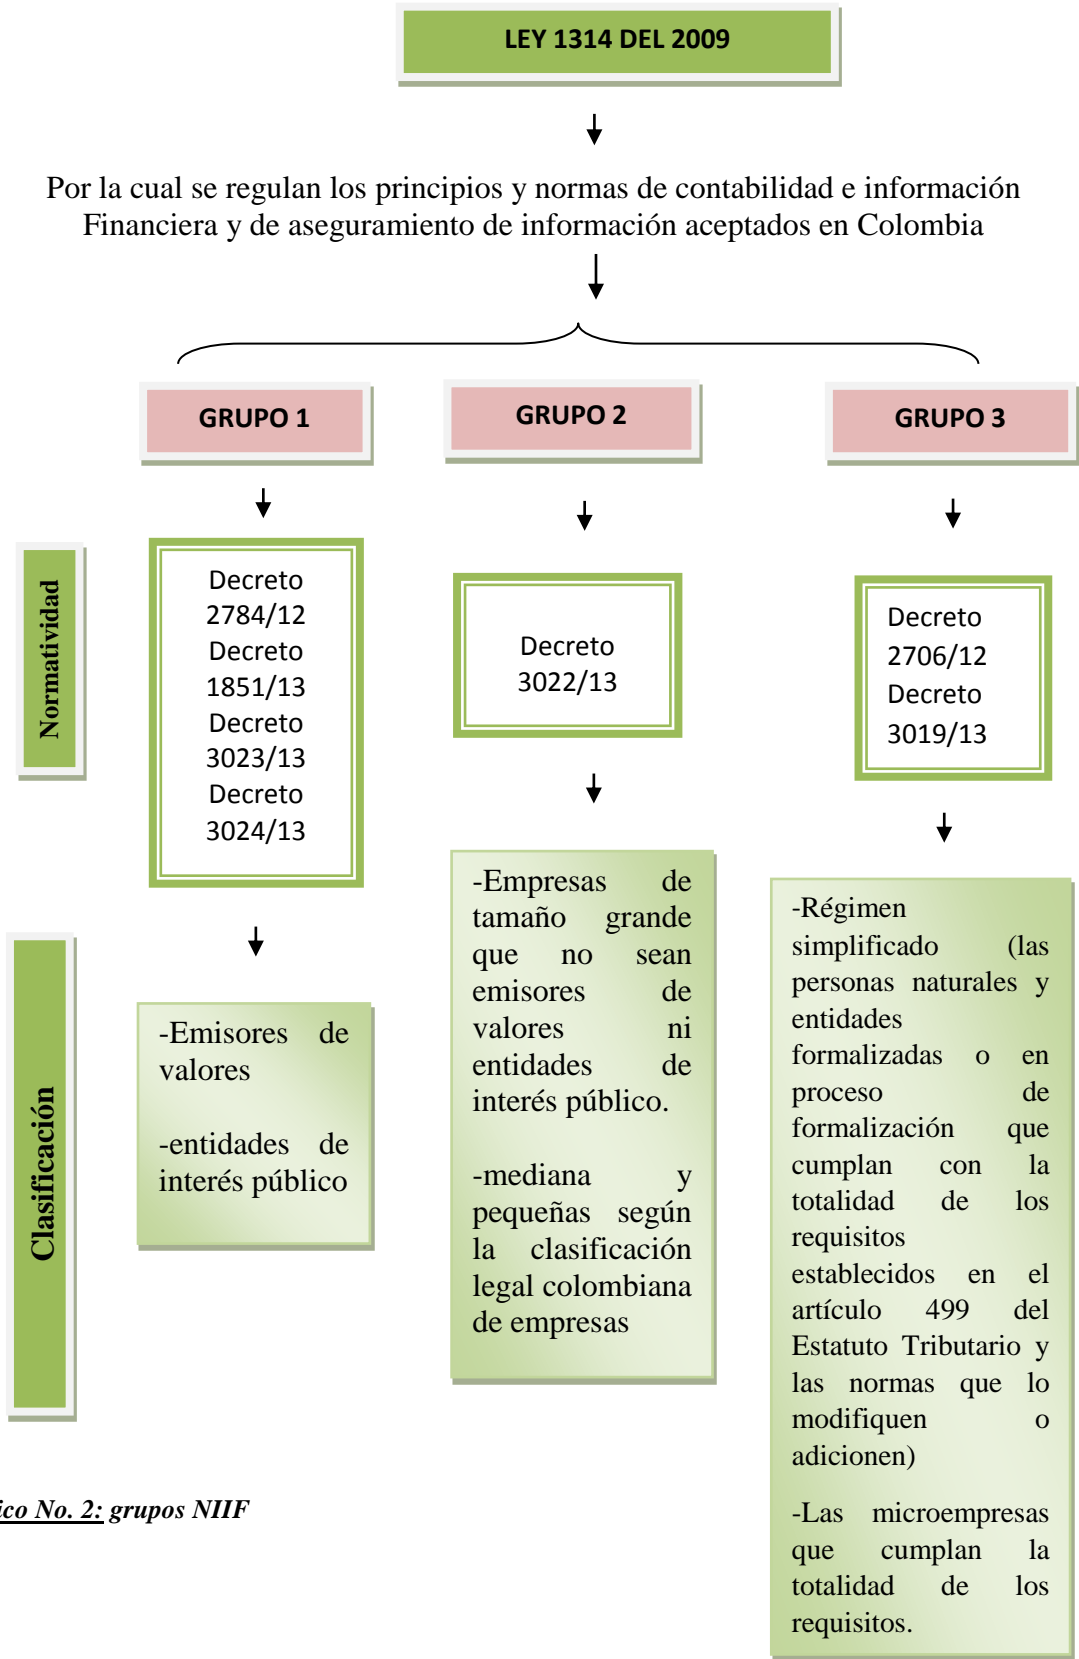 LEY 1314 DEL 2009
Por la cual se regulan los principios y normas de contabilidad e información
Financiera y de aseguramiento de información aceptados en Colombia
GRUPO 1
GRUPO 2
GRUPO 3
Normatividad
Decreto
2784/12
Decreto
1851/13
Decreto
3023/13
Decreto
3024/13
Decreto
3022/13
Decreto
2706/12
Decreto
3019/13
Clasificación
-Emisores de
valores
-entidades de
interés público
-Empresas de
tamaño grande
que no sean
emisores de
valores ni
entidades de
interés público.
-mediana y
pequeñas según
la clasificación
legal colombiana
de empresas
-Régimen
simplificado (las
personas naturales y
entidades
formalizadas o en
proceso de
formalización que
cumplan con la
totalidad de los
requisitos
establecidos en el
artículo 499 del
Estatuto Tributario y
las normas que lo
modifiquen o
adicionen)
-Las microempresas
que cumplan la
totalidad de los
requisitos.
ico No. 2: grupos NIIF